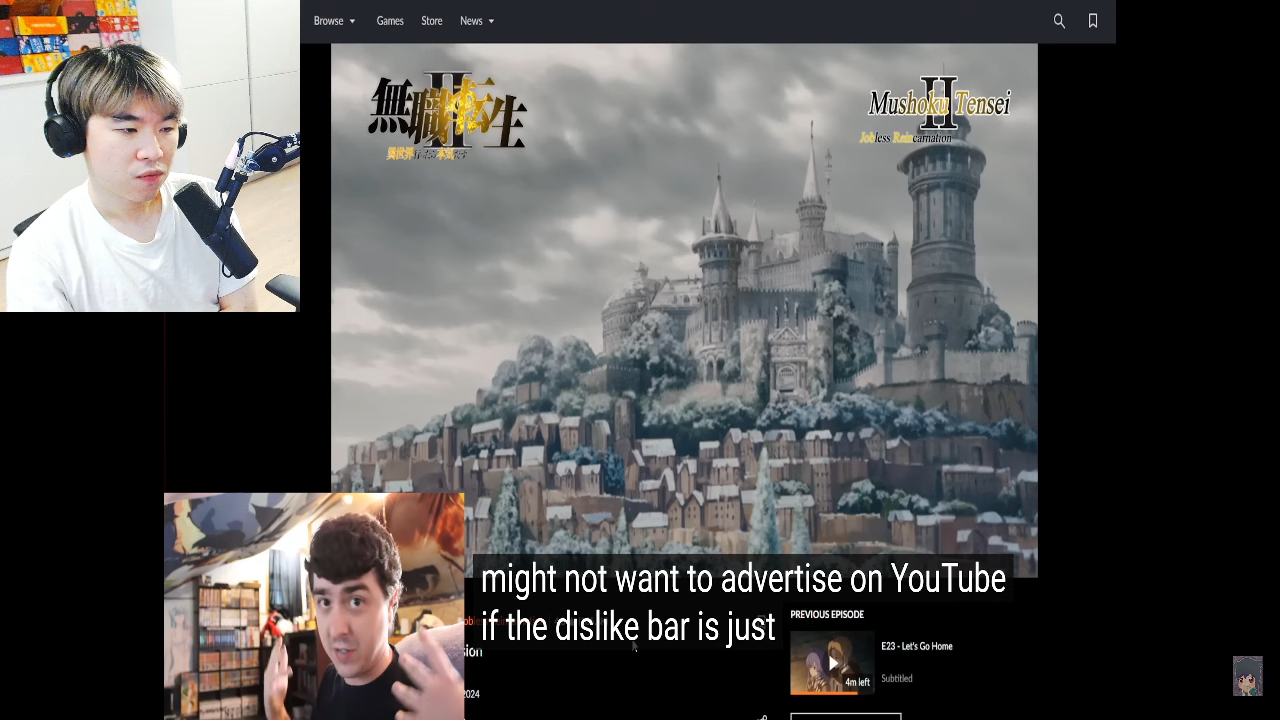 Browse Games Store News
無職転生
II
Mushoku Tensei
II
Jobless Reincarnation
might not want to advertise on YouTube
if the dislike bar is just
PREVIOUS EPISODE
E23 - Let's Go Home
Subtitled
4m left
2024